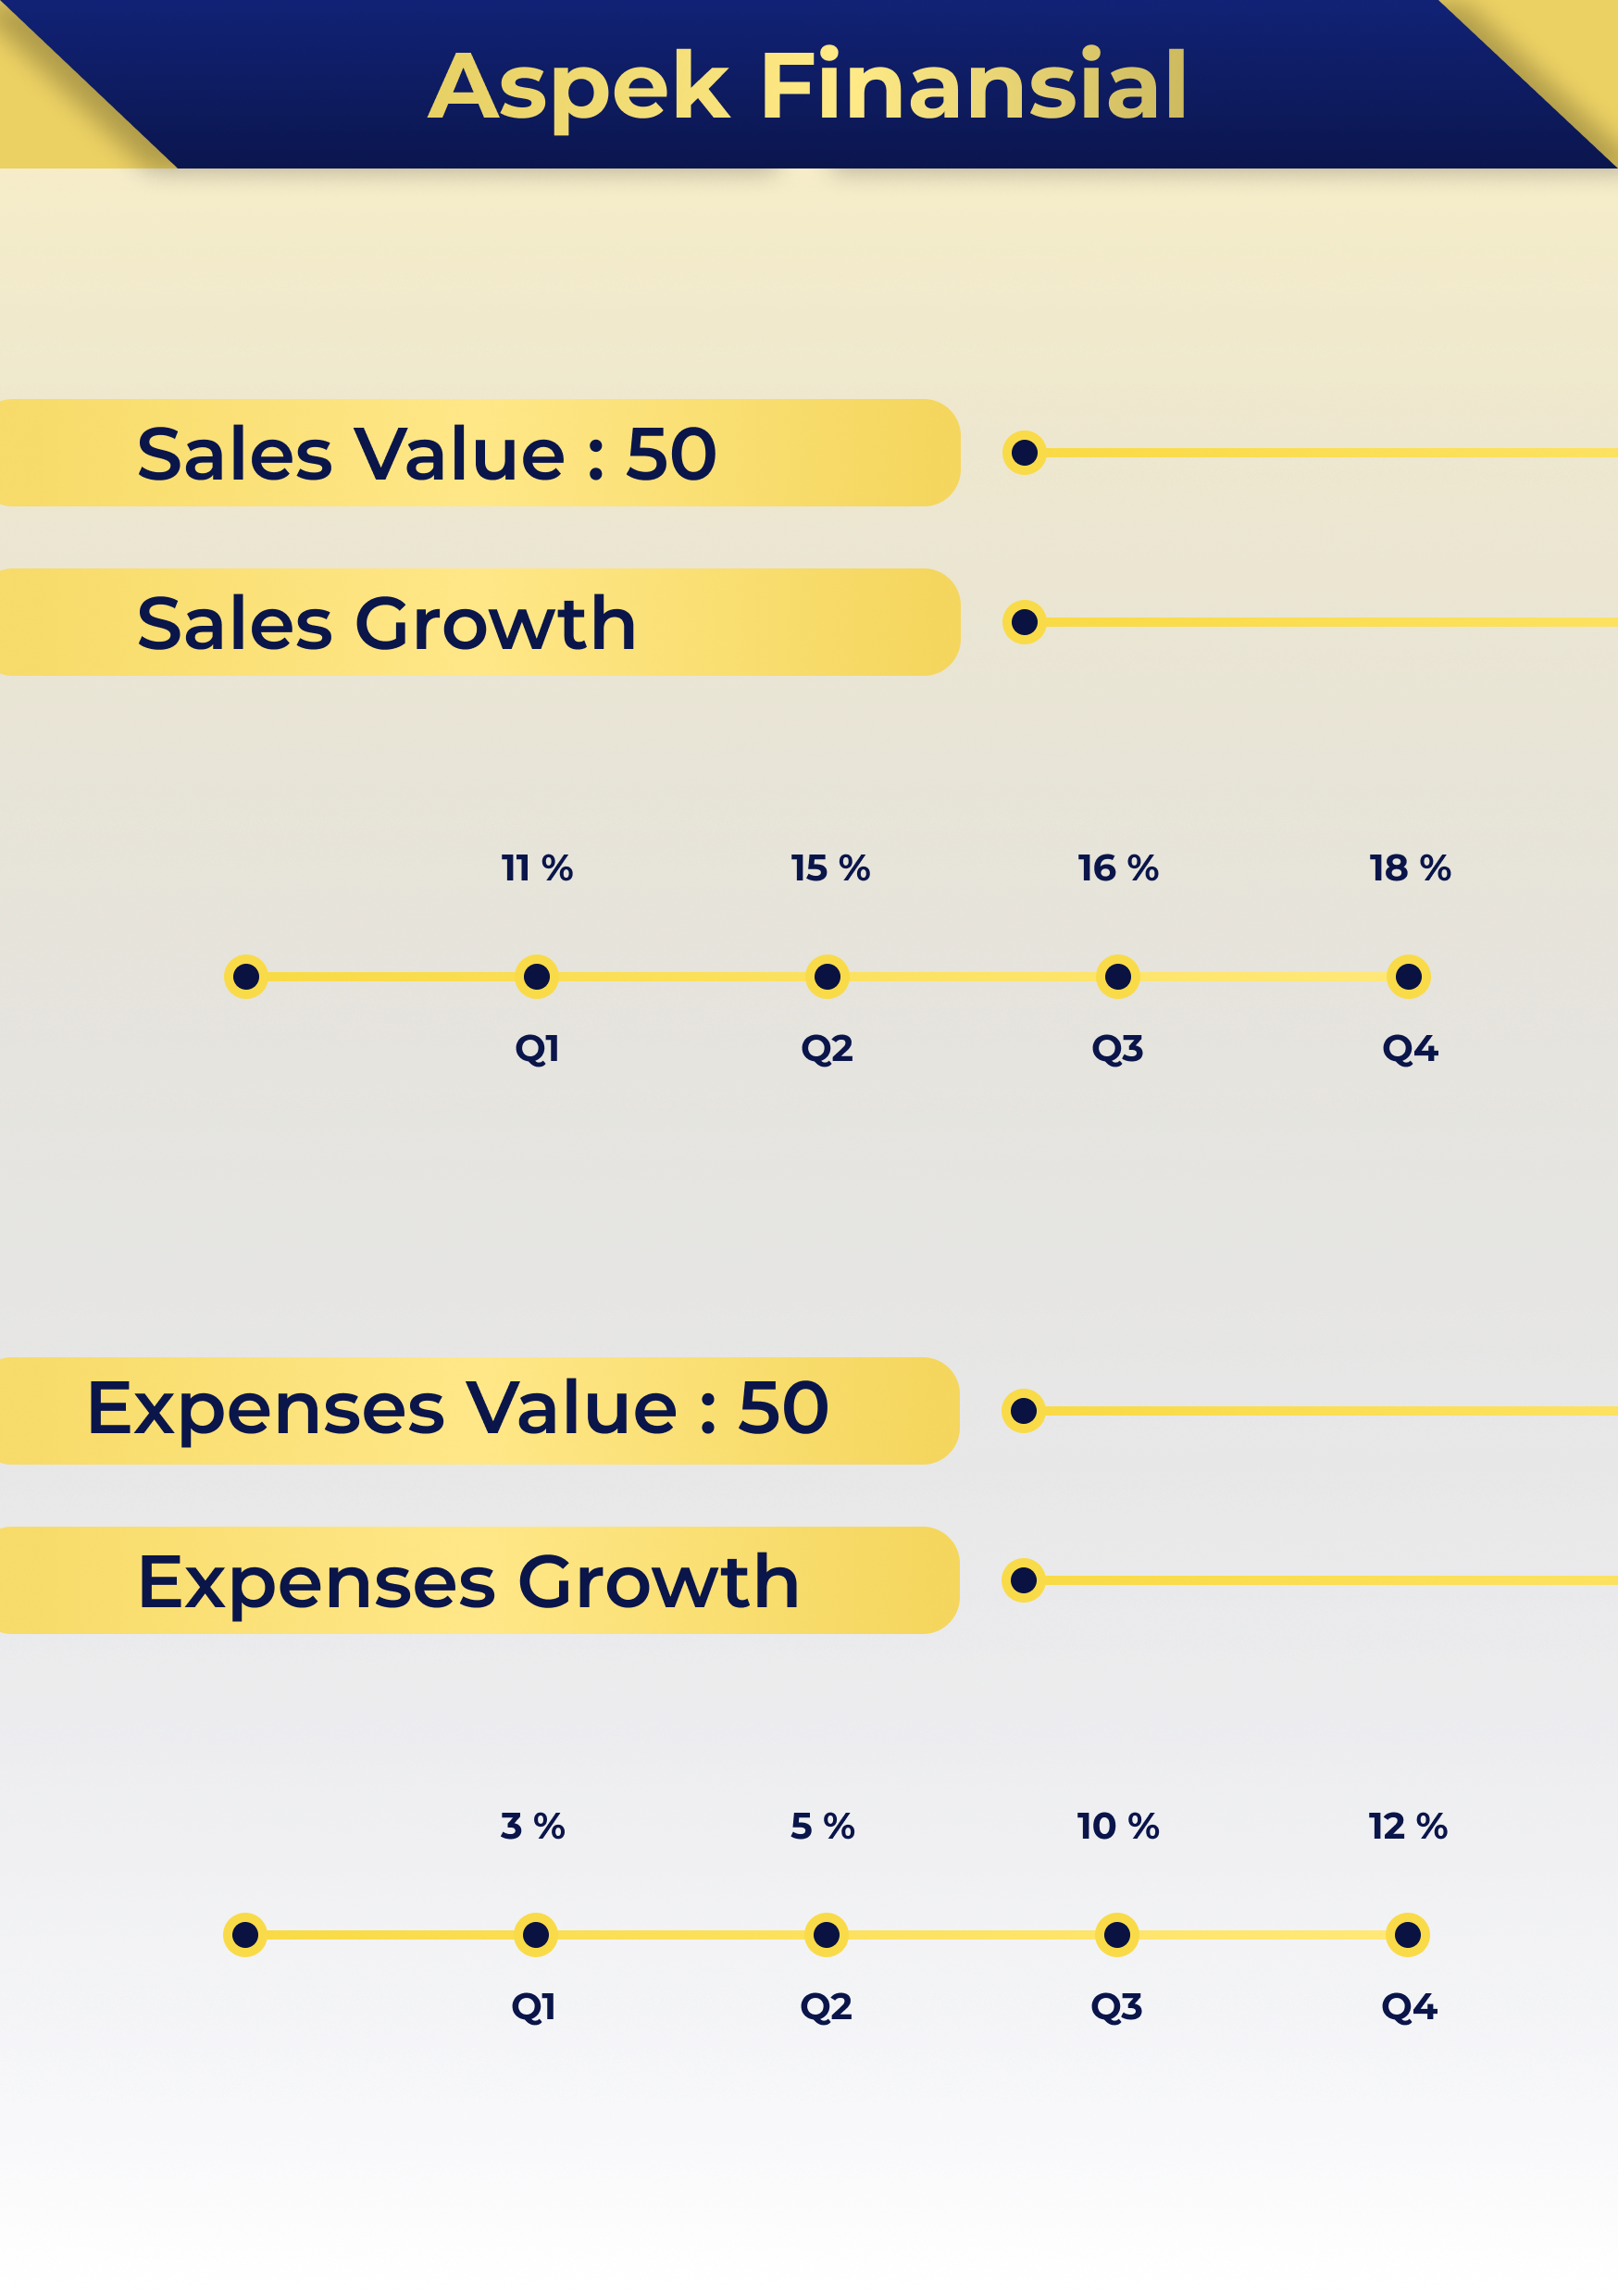 Aspek Finansial
Sales Value : 50
Sales Growth
11 % 15 % 16 % 18 %
Q1 Q2 Q3 Q4
Expenses Value : 50
Expenses Growth
3 % 5 % 10 % 12 %
Q1 Q2 Q3 Q4